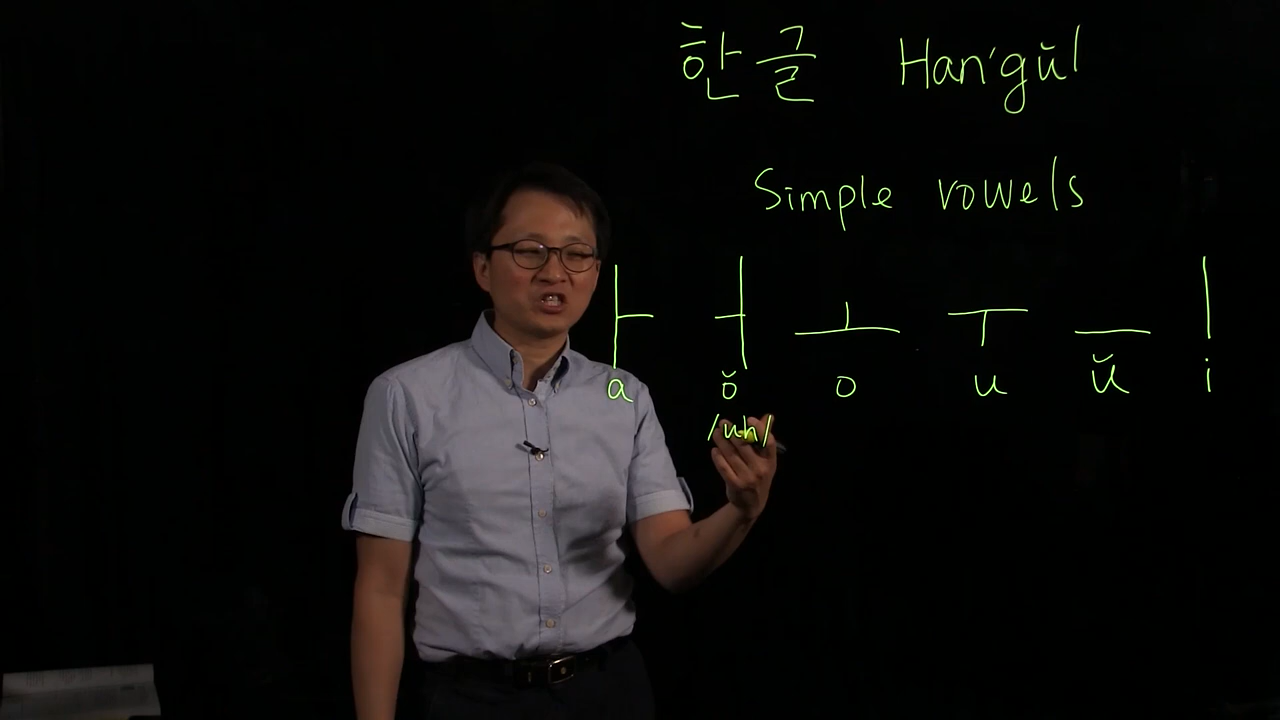 한글 Han'gŭl
Simple vowels
ㅏ ㅓ ㅗ ㅜ ㅡ ㅣ
a ŏ o u ŭ i
/uh/